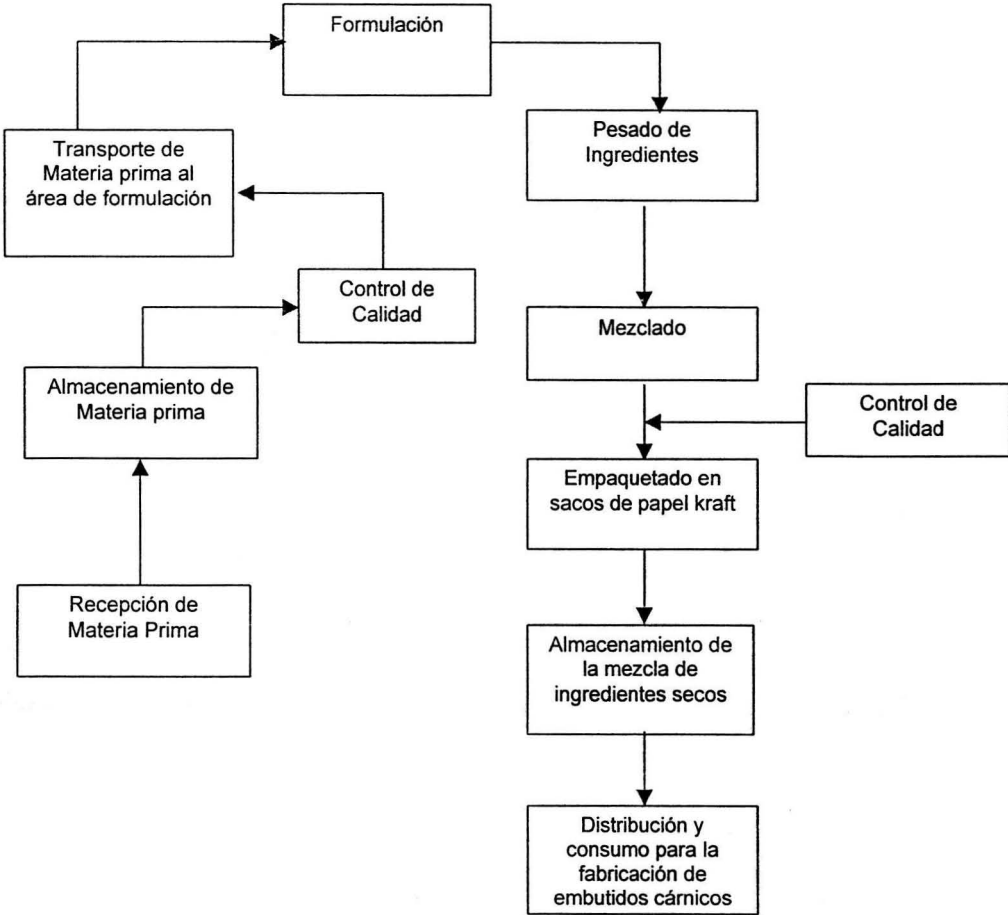 Formulación
Transporte de
Materia prima al
área de formulación
Pesado de
Ingredientes
Control de
Calidad
Mezclado
Almacenamiento de
Materia prima
Control de
Calidad
Empaquetado en
sacos de papel kraft
Recepción de
Materia Prima
Almacenamiento de
la mezcla de
ingredientes secos
Distribución y
consumo para la
fabricación de
embutidos cárnicos